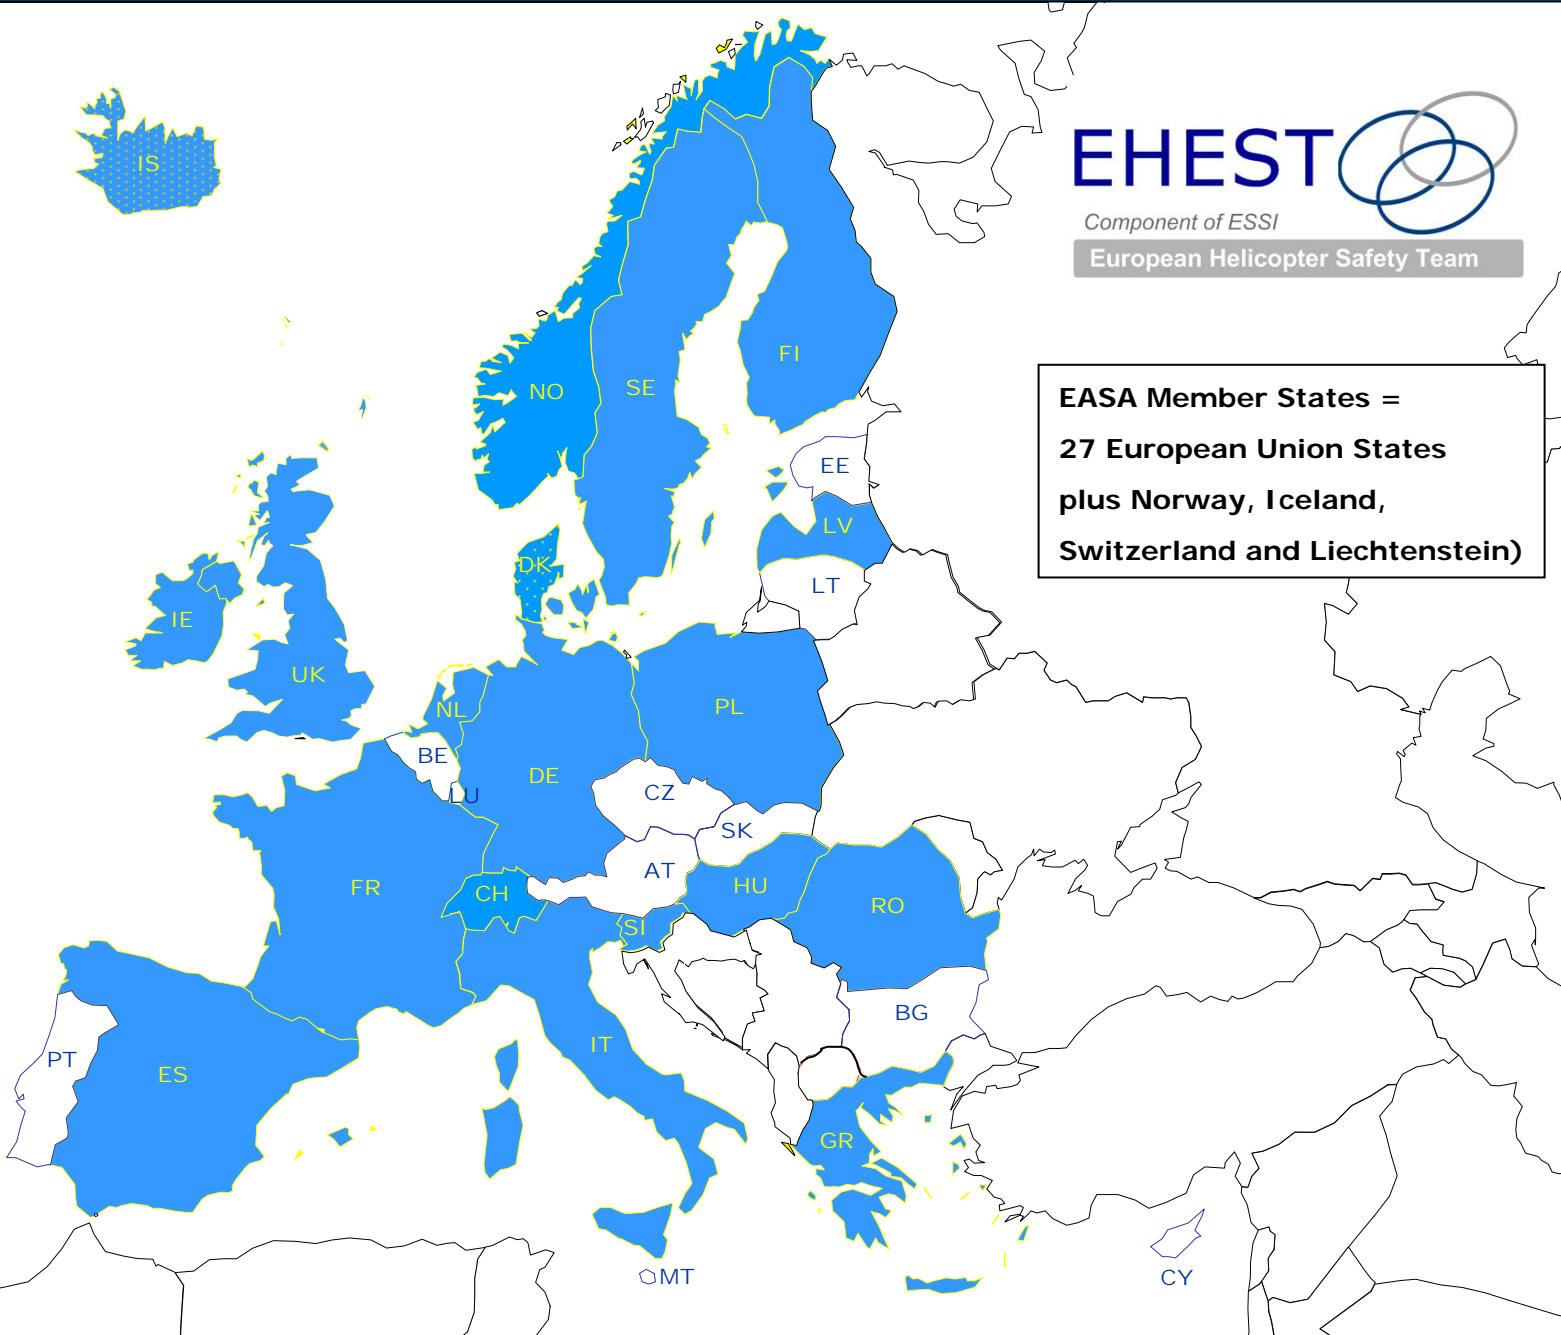 EHEST
Component of ESSI
European Helicopter Safety Team
IS
NO
SE
FI
EASA Member States =
27 European Union States
plus Norway, Iceland,
Switzerland and Liechtenstein)
EE
LV
DK
LT
IE
UK
NL
PL
BE
DE
LU
CZ
SK
AT
FR
CH
HU
RO
SI
BG
PT
ES
IT
GR
MT
CY